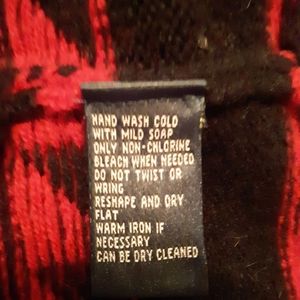 HAND WASH COLD
WITH MILD SOAP
ONLY NON-CHLORINE
BLEACH WHEN NEEDED
DO NOT TWIST OR
WRING
RESHAPE AND DRY
FLAT
WARM IRON IF
NECESSARY
CAN BE DRY CLEANED